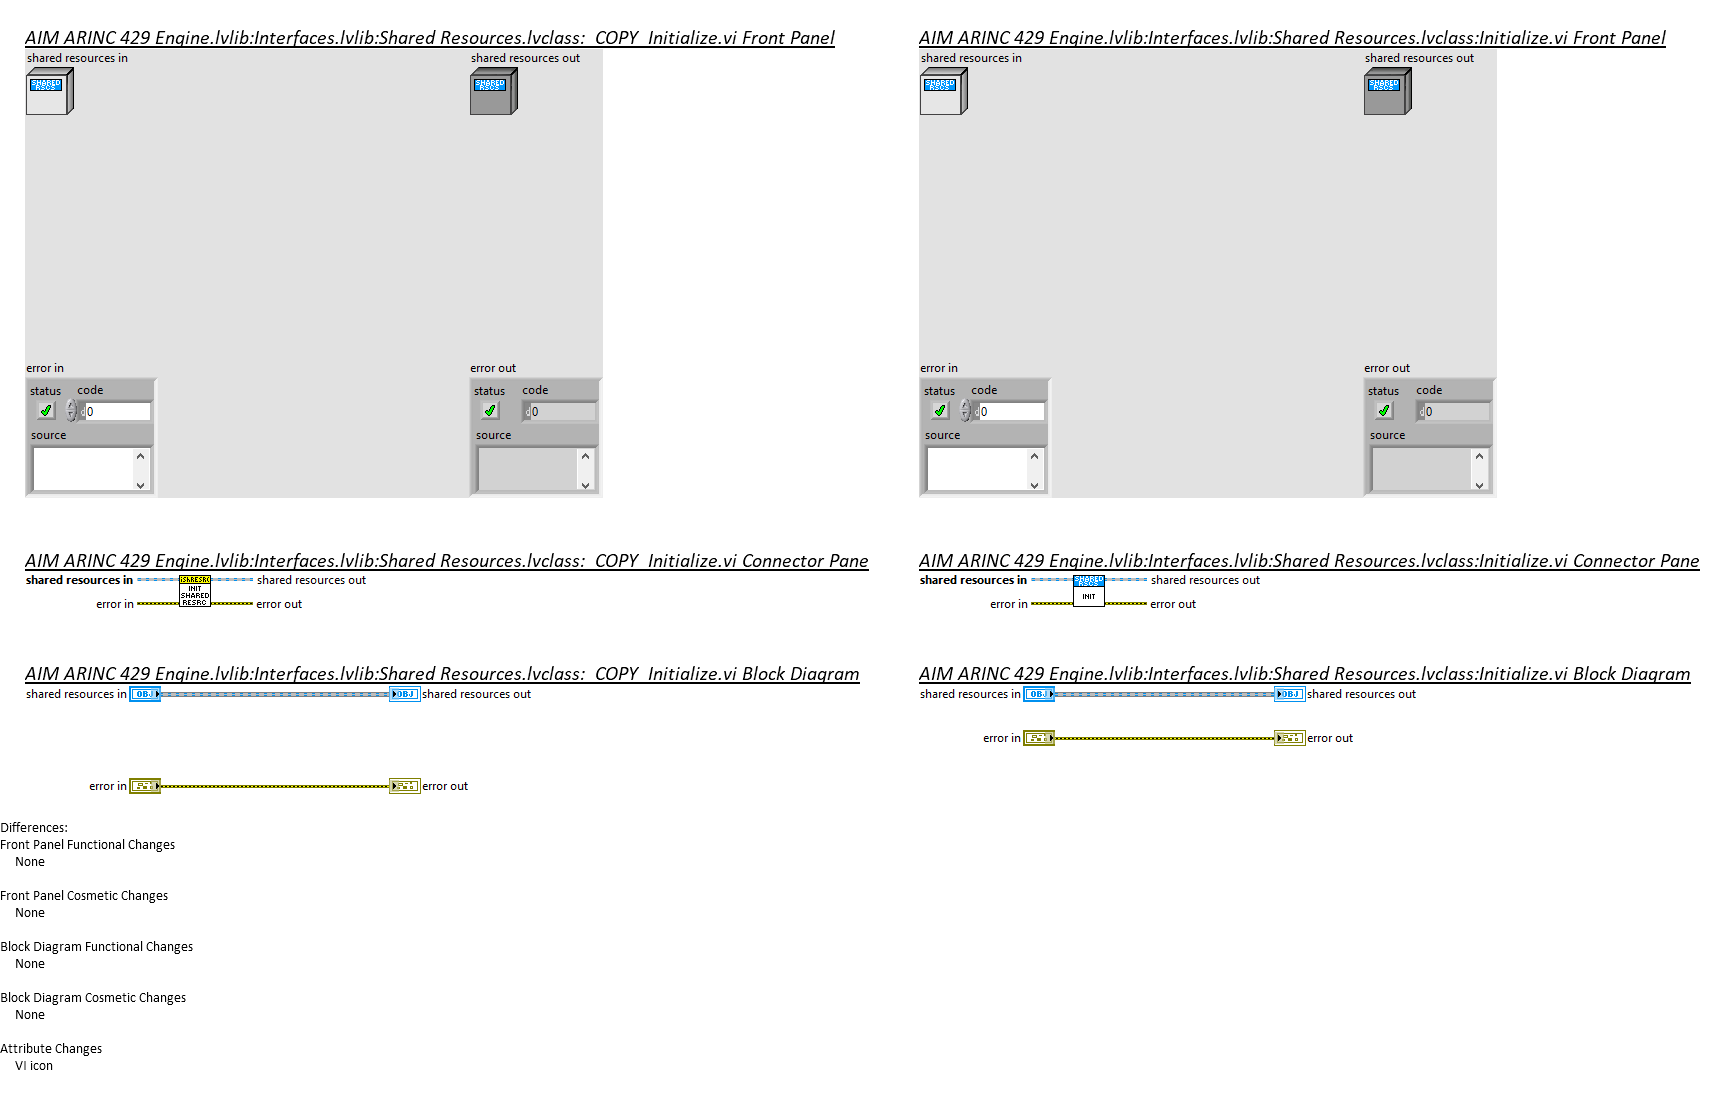 AIM ARINC 429 Engine.lvlib:Interfaces.lvlib:Shared Resources.lvclass:_COPY_Initialize.vi Front Panel
shared resources in
shared resources out
SHARED
RSCS
SHARED
RSCS
error in
error out
status code
status code
0
0
source
source
AIM ARINC 429 Engine.lvlib:Interfaces.lvlib:Shared Resources.lvclass:Initialize.vi Front Panel
shared resources in
shared resources out
SHARED
RSCS
SHARED
RSCS
error in
error out
status code
status code
0
0
source
source
AIM ARINC 429 Engine.lvlib:Interfaces.lvlib:Shared Resources.lvclass:_COPY_Initialize.vi Connector Pane
shared resources in
shared resources out
INIT
SHARED
RESRC
error in
error out
AIM ARINC 429 Engine.lvlib:Interfaces.lvlib:Shared Resources.lvclass:Initialize.vi Connector Pane
shared resources in
shared resources out
SHARED
RSCS
INIT
error in
error out
AIM ARINC 429 Engine.lvlib:Interfaces.lvlib:Shared Resources.lvclass:_COPY_Initialize.vi Block Diagram
shared resources in OBJ OBJ shared resources out
error in error out
AIM ARINC 429 Engine.lvlib:Interfaces.lvlib:Shared Resources.lvclass:Initialize.vi Block Diagram
shared resources in OBJ OBJ shared resources out
error in error out
Differences:
Front Panel Functional Changes
None
Front Panel Cosmetic Changes
None
Block Diagram Functional Changes
None
Block Diagram Cosmetic Changes
None
Attribute Changes
VI icon